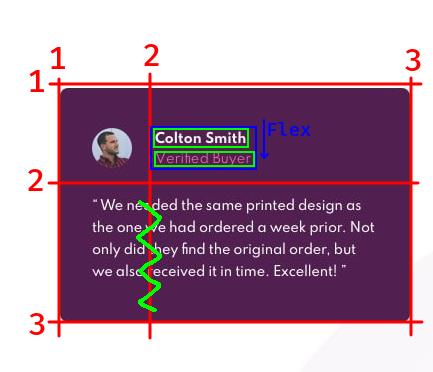 1 2 3
1
Colton Smith
Flex
Verified Buyer
2
“ We needed the same printed design as
the one we had ordered a week prior. Not
only did they find the original order, but
we also received it in time. Excellent! ”
3